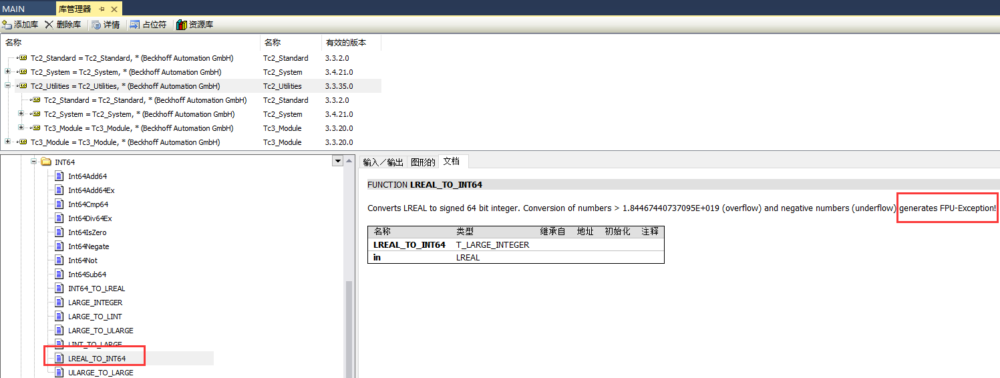 MAIN 库管理器
添加库 删除库 详情 占位符 资源库
名称 名称 有效的版本
Tc2_Standard = Tc2_Standard, * (Beckhoff Automation GmbH) Tc2_Standard 3.3.2.0
Tc2_System = Tc2_System, * (Beckhoff Automation GmbH) Tc2_System 3.4.21.0
Tc2_Utilities = Tc2_Utilities, * (Beckhoff Automation GmbH) Tc2_Utilities 3.3.35.0
Tc2_Standard = Tc2_Standard, * (Beckhoff Automation GmbH) Tc2_Standard 3.3.2.0
Tc2_System = Tc2_System, * (Beckhoff Automation GmbH) Tc2_System 3.4.21.0
Tc3_Module = Tc3_Module, * (Beckhoff Automation GmbH) Tc3_Module 3.3.20.0
Tc3_Module = Tc3_Module, * (Beckhoff Automation GmbH) Tc3_Module 3.3.20.0
INT64
Int64Add64
Int64Add64Ex
Int64Cmp64
Int64Div64Ex
Int64IsZero
Int64Negate
Int64Not
Int64Sub64
INT64_TO_LREAL
LARGE_INTEGER
LARGE_TO_LINT
LARGE_TO_ULARGE
LINT_TO_LARGE
LREAL_TO_INT64
ULARGE_TO_LARGE
输入/输出 图形的 文档
FUNCTION LREAL_TO_INT64
Converts LREAL to signed 64 bit integer. Conversion of numbers > 1.84467440737095E+019 (overflow) and negative numbers (underflow) generates FPU-Exception!
名称 类型 继承自 地址 初始化 注释
LREAL_TO_INT64 T_LARGE_INTEGER
in LREAL